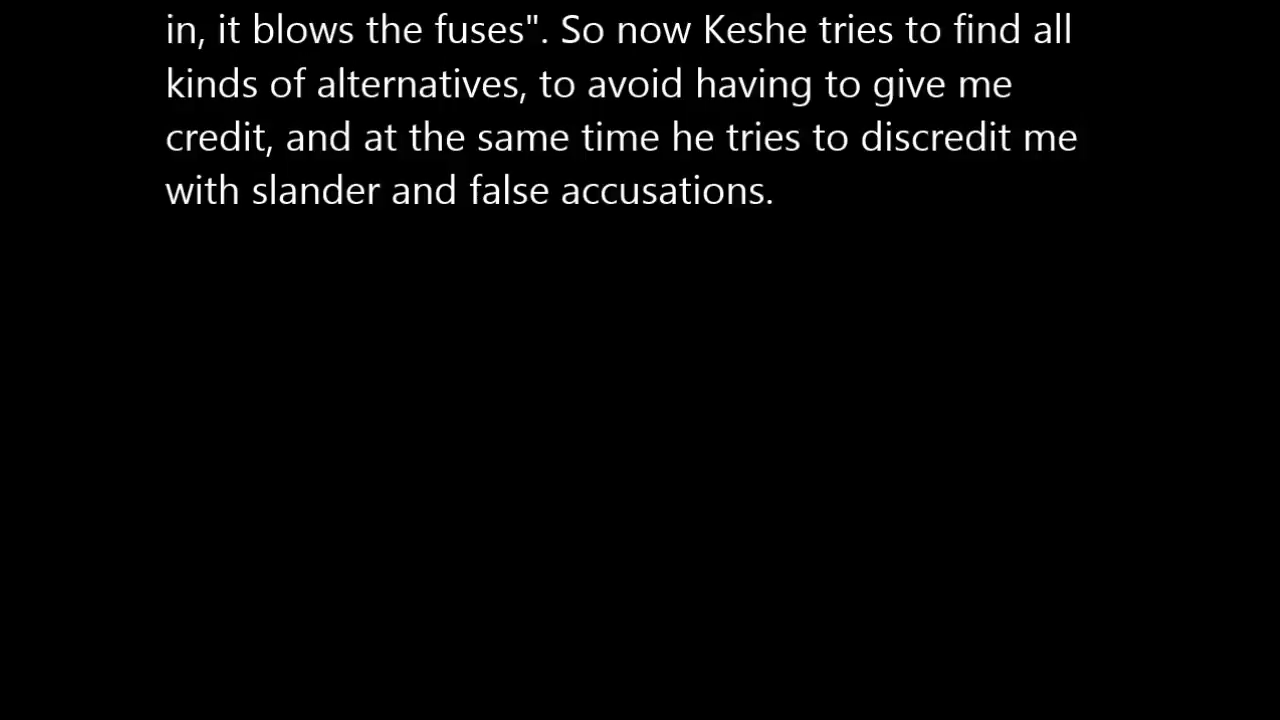 in, it blows the fuses". So now Keshe tries to find all
kinds of alternatives, to avoid having to give me
credit, and at the same time he tries to discredit me
with slander and false accusations.